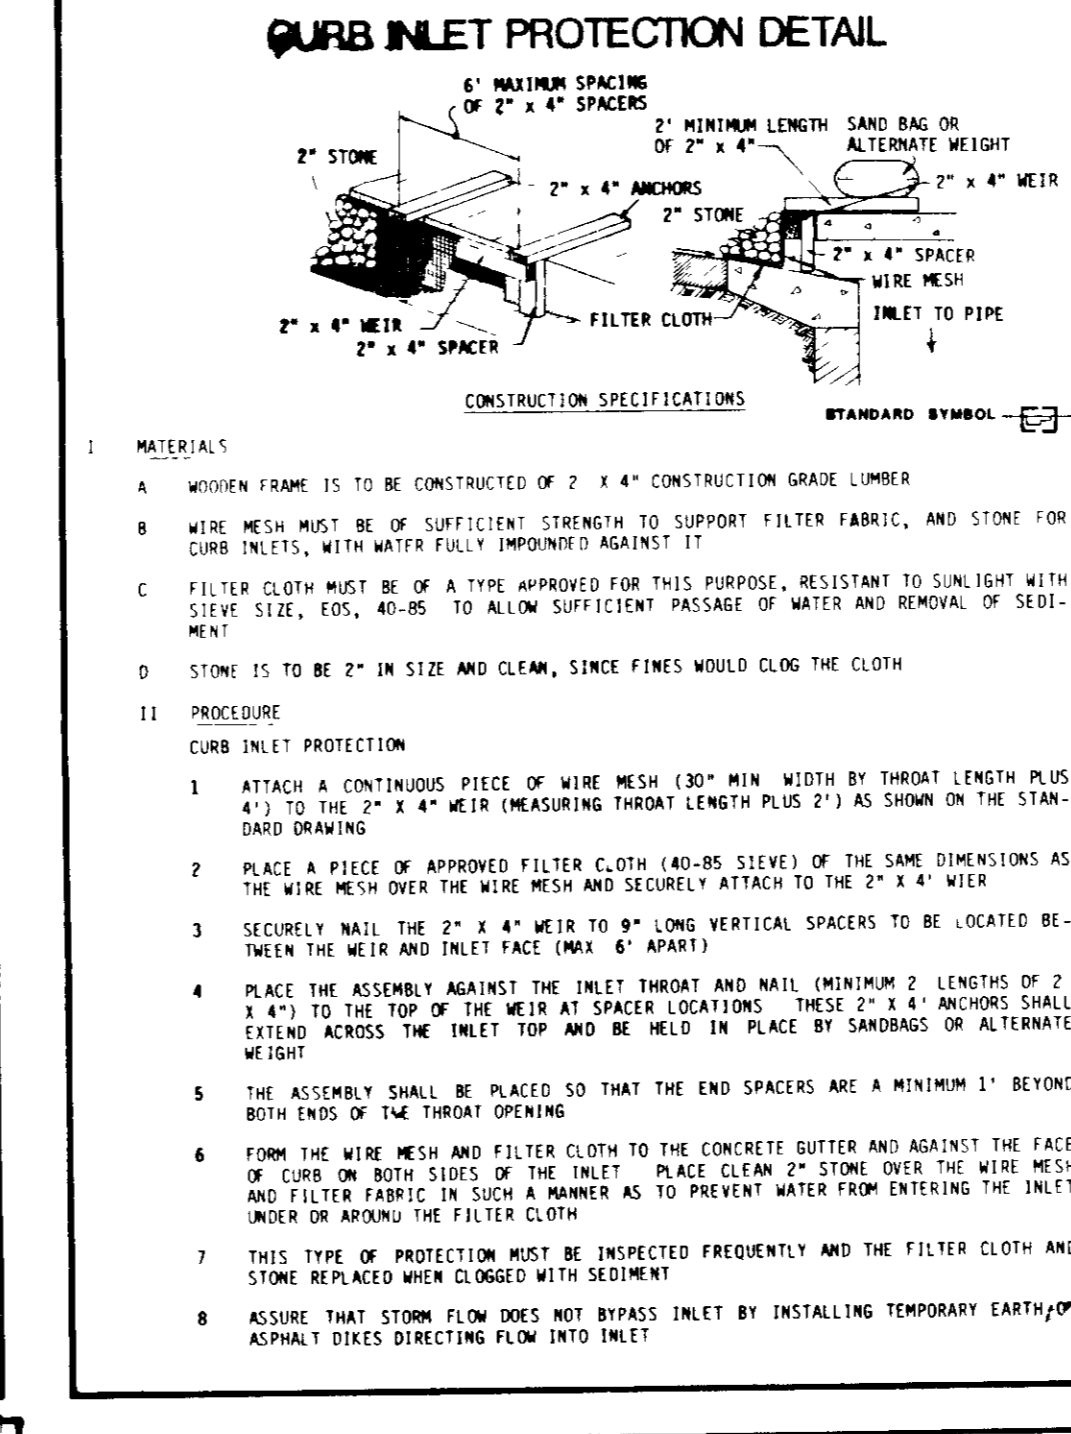 CURB INLET PROTECTION DETAIL
6' MAXIMUM SPACING
OF 2" x 4" SPACERS
2' MINIMUM LENGTH
OF 2" x 4"
SAND BAG OR
ALTERNATE WEIGHT
2" STONE
2" x 4" ANCHORS
2" x 4" WEIR
2" STONE
2" x 4" SPACER
WIRE MESH
2" x 4" WEIR
FILTER CLOTH
INLET TO PIPE
2" x 4" SPACER
CONSTRUCTION SPECIFICATIONS
STANDARD SYMBOL
I MATERIALS
A WOODEN FRAME IS TO BE CONSTRUCTED OF 2 X 4" CONSTRUCTION GRADE LUMBER
B WIRE MESH MUST BE OF SUFFICIENT STRENGTH TO SUPPORT FILTER FABRIC, AND STONE FOR
CURB INLETS, WITH WATER FULLY IMPOUNDED AGAINST IT
C FILTER CLOTH MUST BE OF A TYPE APPROVED FOR THIS PURPOSE, RESISTANT TO SUNLIGHT WITH
SIEVE SIZE, EOS, 40-85 TO ALLOW SUFFICIENT PASSAGE OF WATER AND REMOVAL OF SEDI-
MENT
D STONE IS TO BE 2" IN SIZE AND CLEAN, SINCE FINES WOULD CLOG THE CLOTH
II PROCEDURE
CURB INLET PROTECTION
1 ATTACH A CONTINUOUS PIECE OF WIRE MESH (30" MIN WIDTH BY THROAT LENGTH PLUS
4') TO THE 2" X 4" WEIR (MEASURING THROAT LENGTH PLUS 2') AS SHOWN ON THE STAN-
DARD DRAWING
2 PLACE A PIECE OF APPROVED FILTER CLOTH (40-85 SIEVE) OF THE SAME DIMENSIONS AS
THE WIRE MESH OVER THE WIRE MESH AND SECURELY ATTACH TO THE 2" X 4' WIER
3 SECURELY NAIL THE 2" X 4" WEIR TO 9" LONG VERTICAL SPACERS TO BE LOCATED BE-
TWEEN THE WEIR AND INLET FACE (MAX 6' APART)
4 PLACE THE ASSEMBLY AGAINST THE INLET THROAT AND NAIL (MINIMUM 2 LENGTHS OF 2
X 4") TO THE TOP OF THE WEIR AT SPACER LOCATIONS THESE 2" X 4' ANCHORS SHALL
EXTEND ACROSS THE INLET TOP AND BE HELD IN PLACE BY SANDBAGS OR ALTERNATE
WEIGHT
5 THE ASSEMBLY SHALL BE PLACED SO THAT THE END SPACERS ARE A MINIMUM 1' BEYOND
BOTH ENDS OF THE THROAT OPENING
6 FORM THE WIRE MESH AND FILTER CLOTH TO THE CONCRETE GUTTER AND AGAINST THE FACE
OF CURB ON BOTH SIDES OF THE INLET PLACE CLEAN 2" STONE OVER THE WIRE MESH
AND FILTER FABRIC IN SUCH A MANNER AS TO PREVENT WATER FROM ENTERING THE INLET
UNDER OR AROUND THE FILTER CLOTH
7 THIS TYPE OF PROTECTION MUST BE INSPECTED FREQUENTLY AND THE FILTER CLOTH AND
STONE REPLACED WHEN CLOGGED WITH SEDIMENT
8 ASSURE THAT STORM FLOW DOES NOT BYPASS INLET BY INSTALLING TEMPORARY EARTH
ASPHALT DIKES DIRECTING FLOW INTO INLET